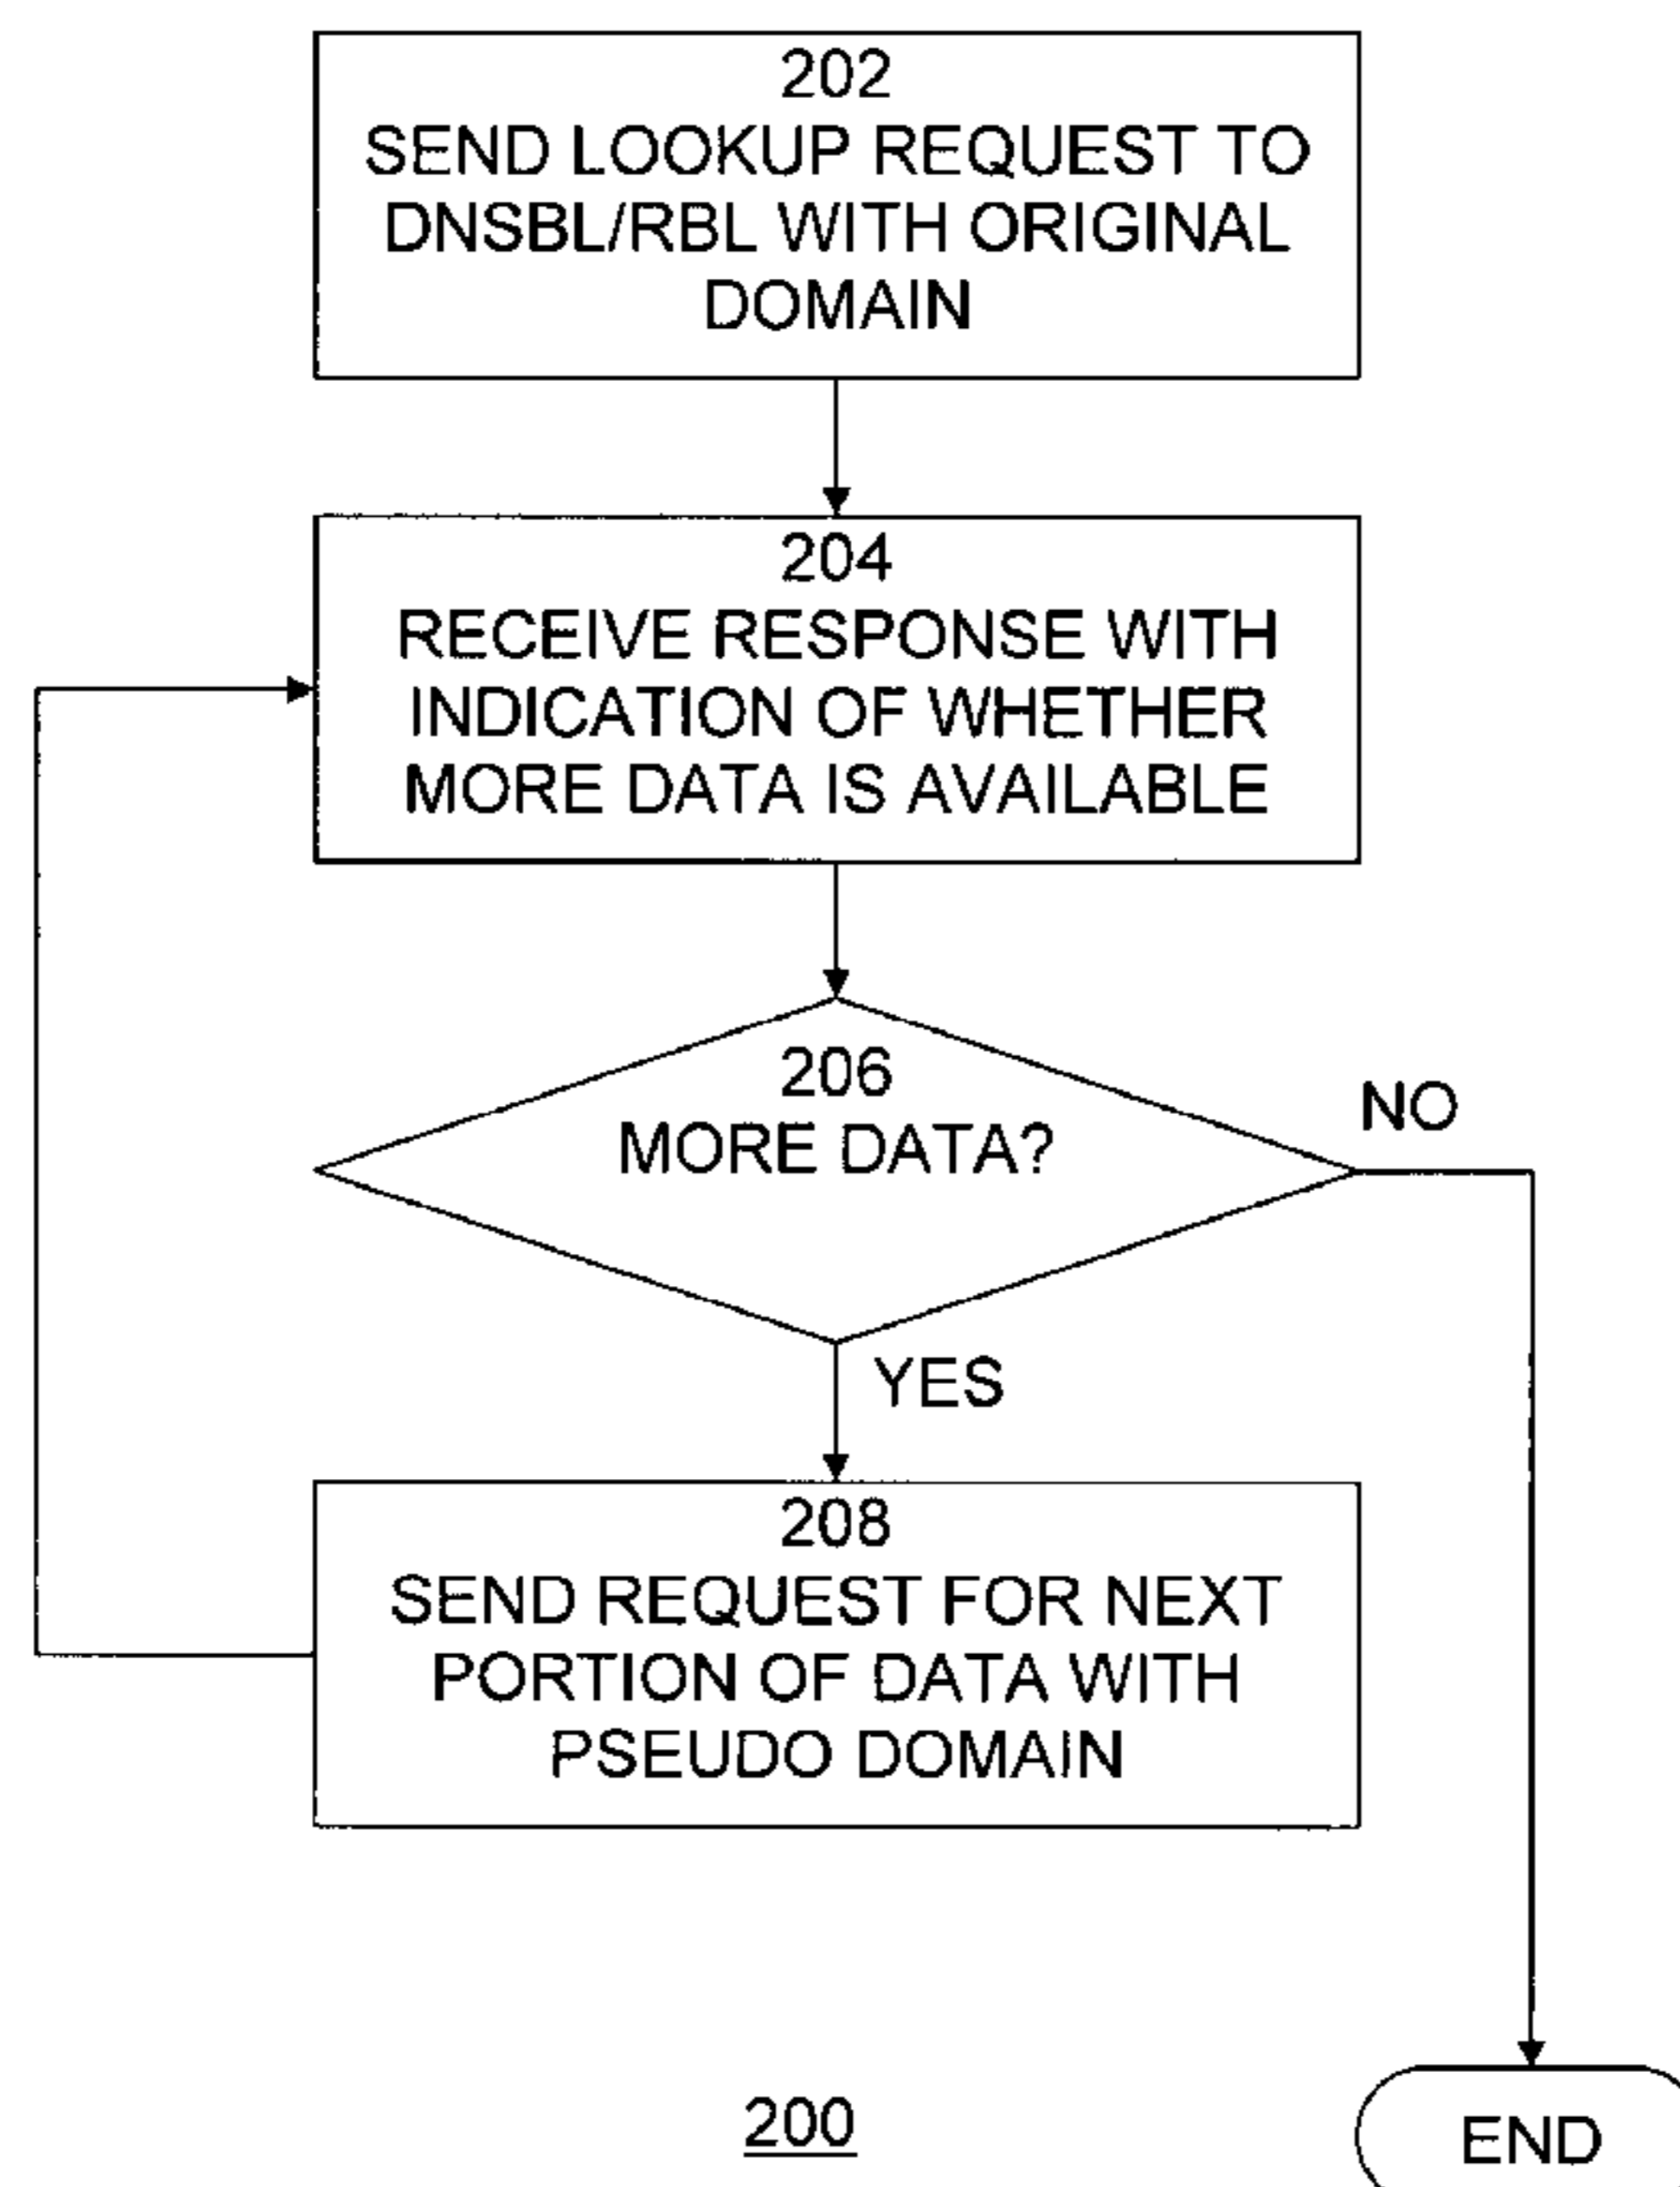 202
SEND LOOKUP REQUEST TO
DNSBL/RBL WITH ORIGINAL
DOMAIN
204
RECEIVE RESPONSE WITH
INDICATION OF WHETHER
MORE DATA IS AVAILABLE
206
MORE DATA?
NO
YES
208
SEND REQUEST FOR NEXT
PORTION OF DATA WITH
PSEUDO DOMAIN
200
END